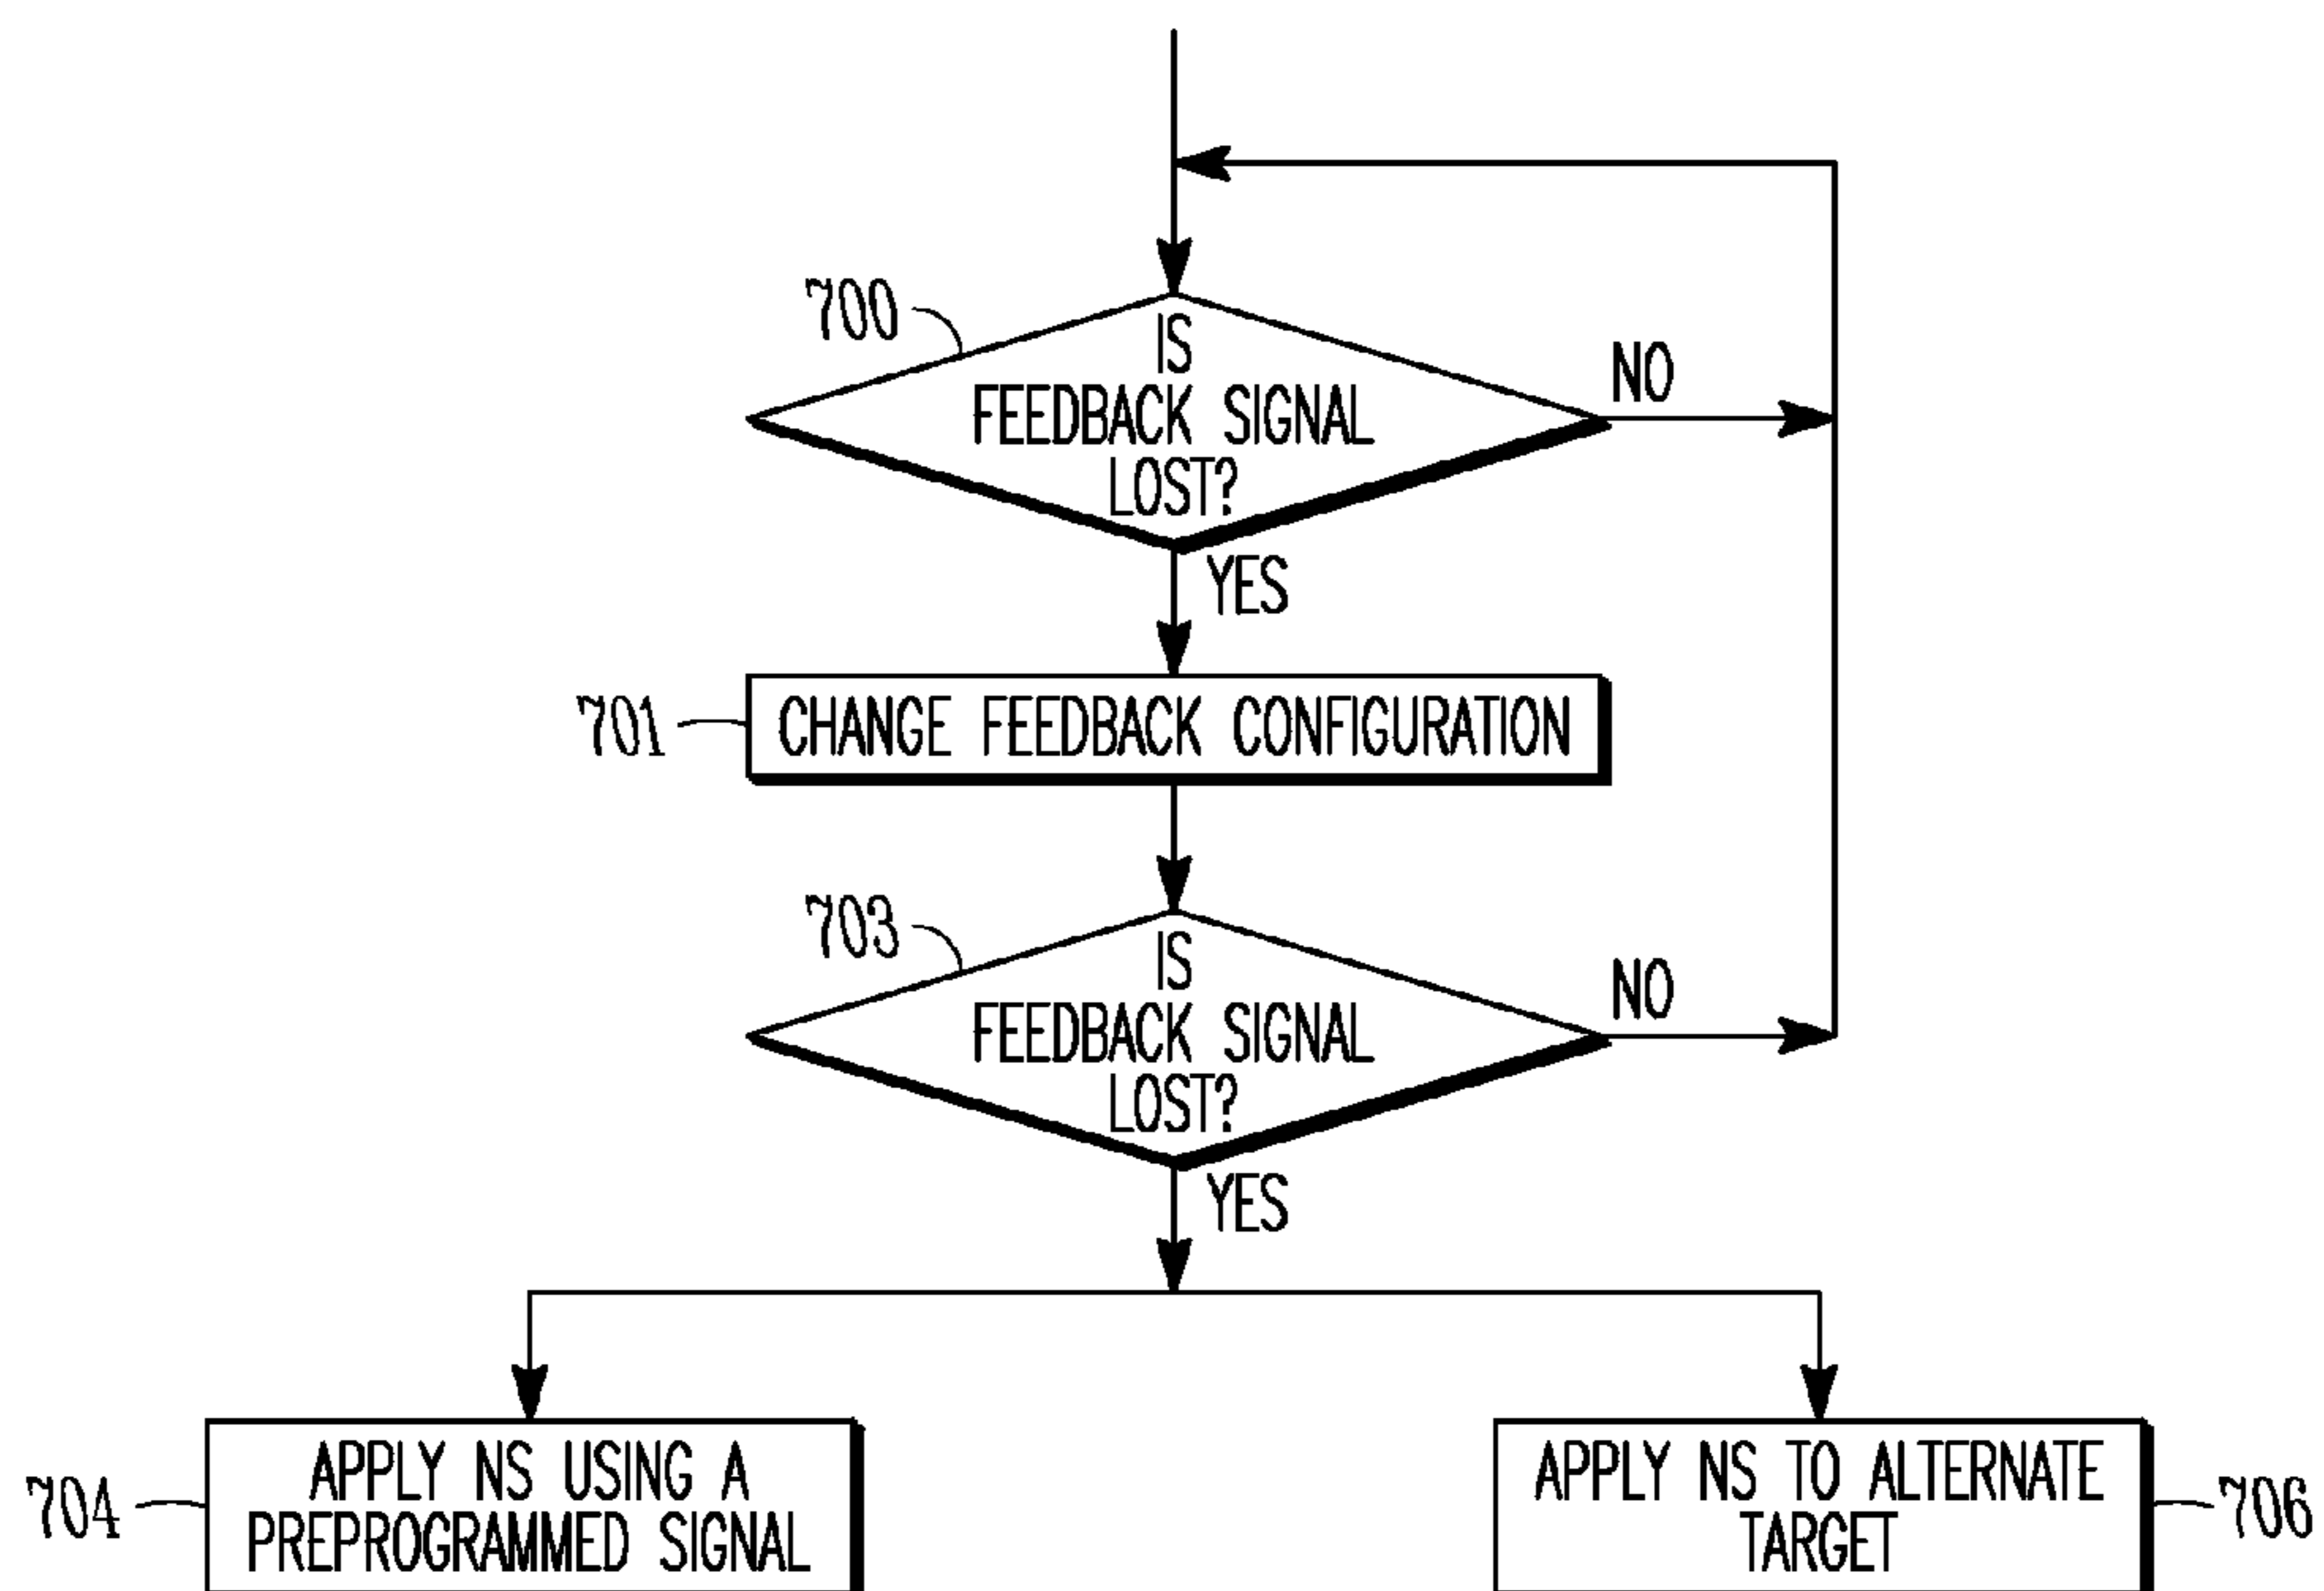 700
IS
FEEDBACK SIGNAL
LOST?
NO
YES
701
CHANGE FEEDBACK CONFIGURATION
703
IS
FEEDBACK SIGNAL
LOST?
NO
YES
704
APPLY NS USING A
PREPROGRAMMED SIGNAL
APPLY NS TO ALTERNATE
TARGET
706